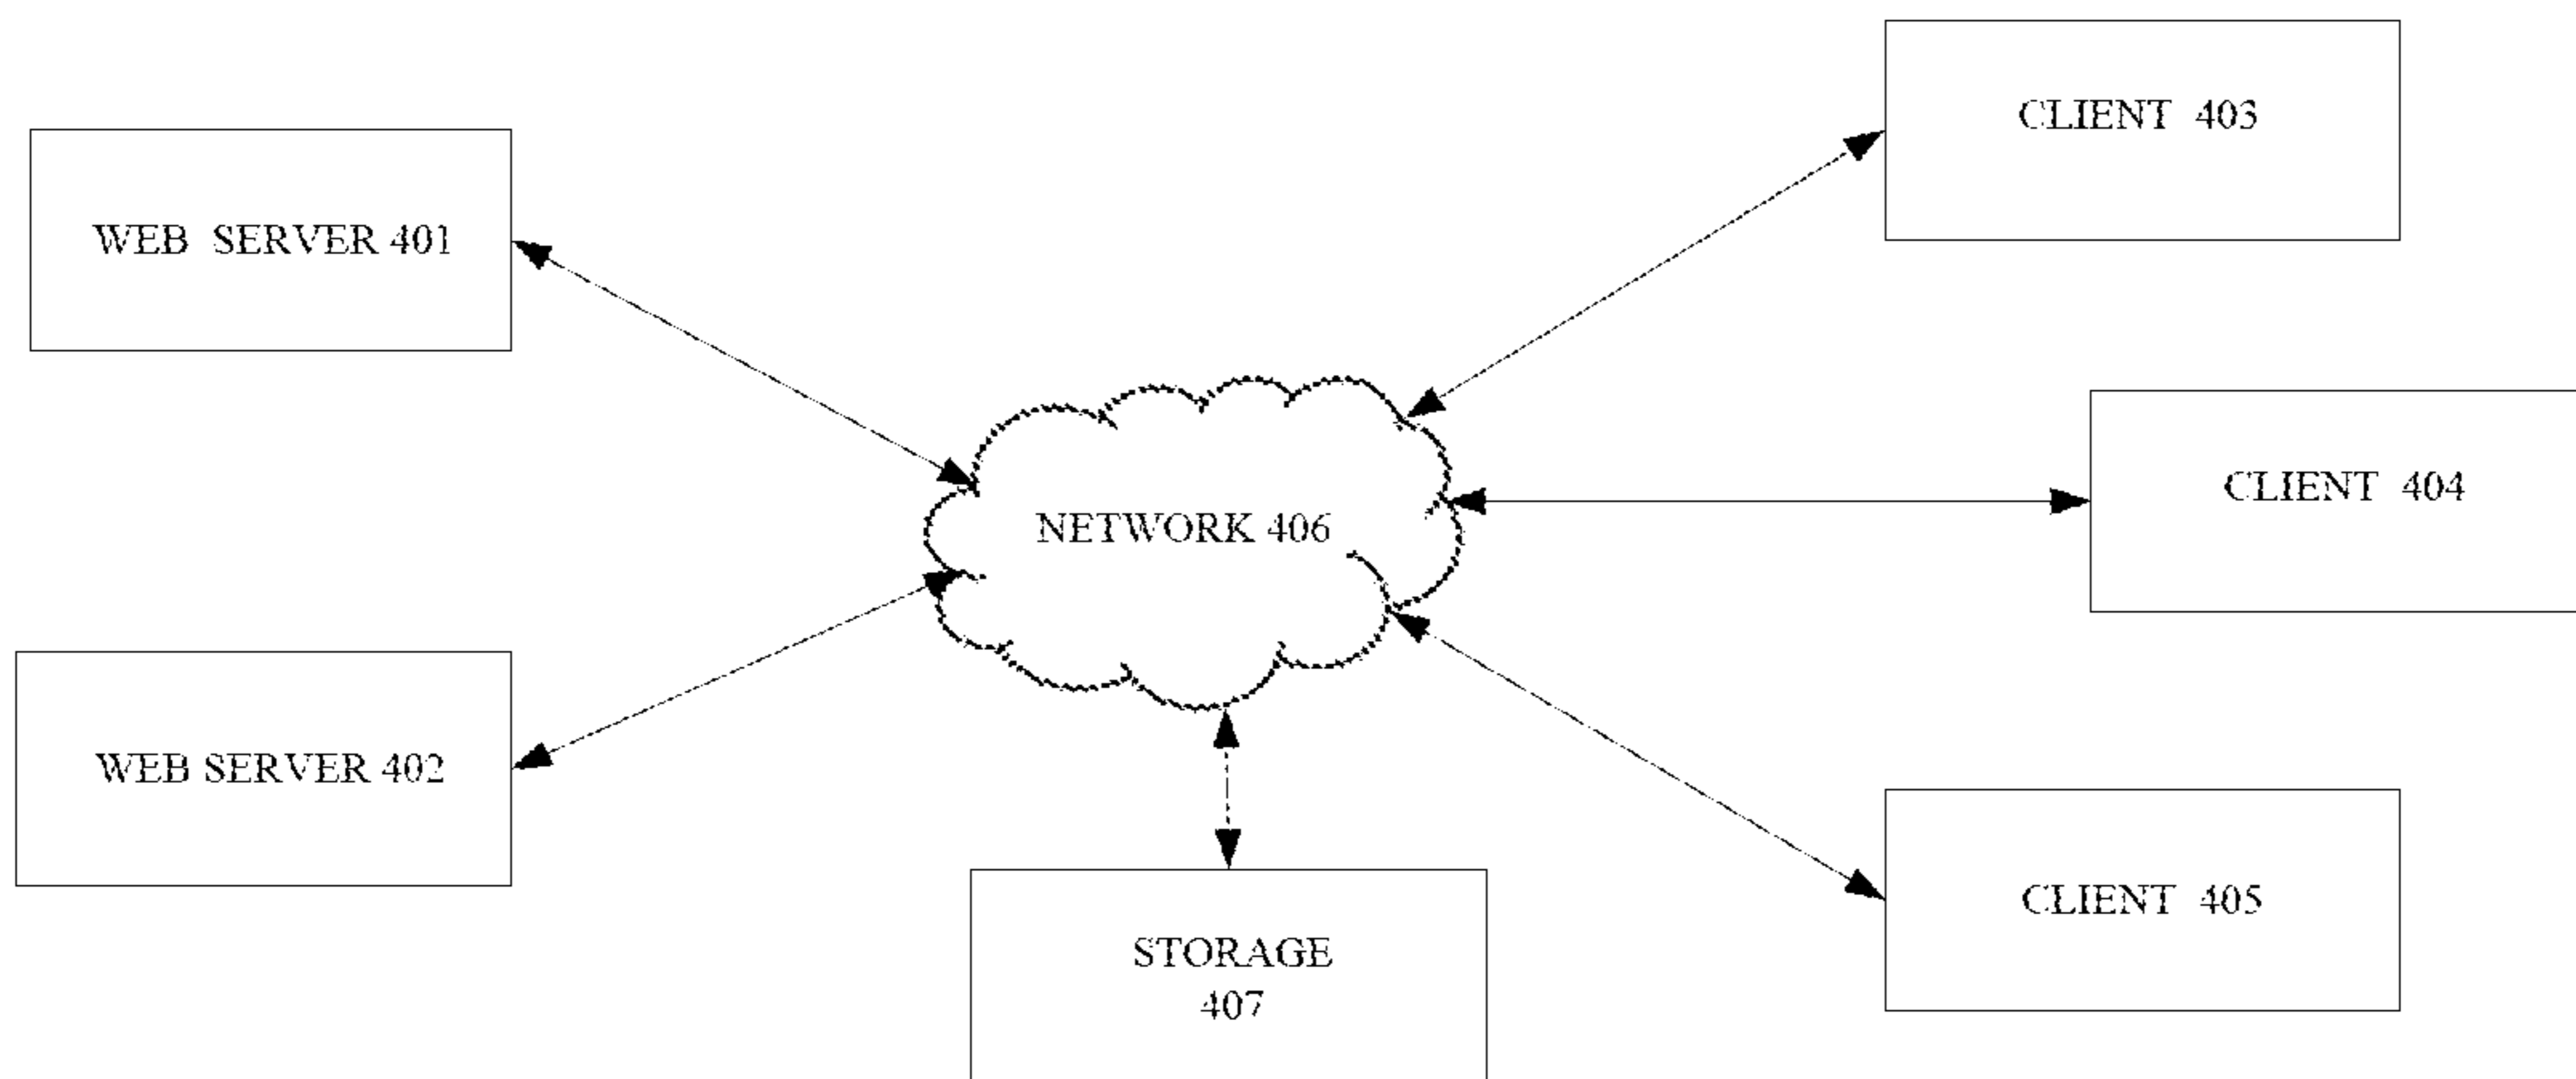 CLIENT 403
WEB SERVER 401
CLIENT 404
NETWORK 406
WEB SERVER 402
CLIENT 405
STORAGE
407